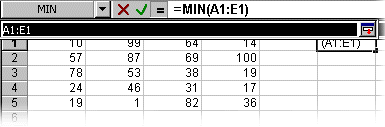 MIN =MIN(A1:E1)
A1:E1
1 10 99 64 14 (A1:E1)
2 57 87 69 100
3 78 53 38 19
4 24 46 31 17
5 19 1 82 36